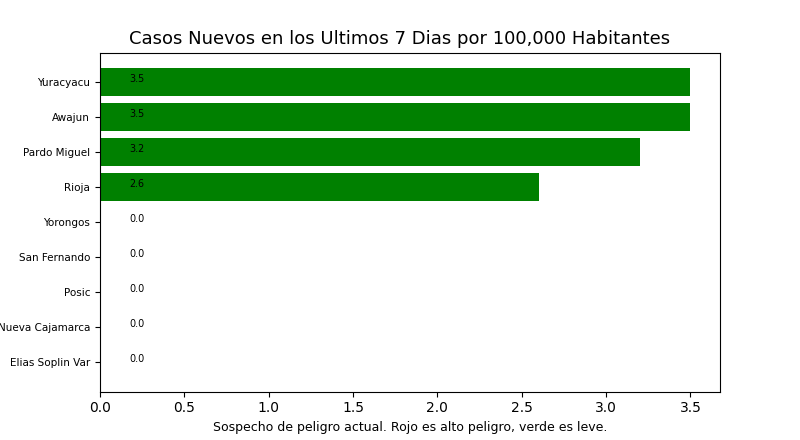 Casos Nuevos en los Ultimos 7 Dias por 100,000 Habitantes
Yuracyacu 3.5
Awajun 3.5
Pardo Miguel 3.2
Rioja 2.6
Yorongos 0.0
San Fernando 0.0
Posic 0.0
Nueva Cajamarca 0.0
Elias Soplin Var 0.0
0.0 0.5 1.0 1.5 2.0 2.5 3.0 3.5
Sospecho de peligro actual. Rojo es alto peligro, verde es leve.